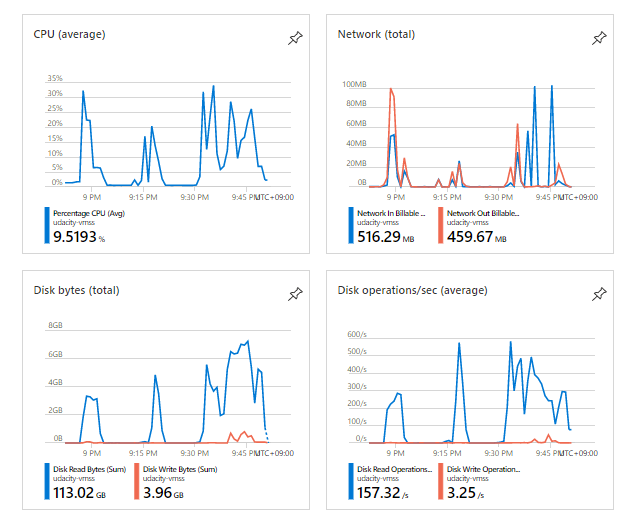 CPU (average)
35%
30%
25%
20%
15%
10%
5%
0%
9 PM 9:15 PM 9:30 PM 9:45 PM UTC+09:00
Percentage CPU (Avg)
udacity-vmss
9.5193 %
Network (total)
100MB
80MB
60MB
40MB
20MB
0B
9 PM 9:15 PM 9:30 PM 9:45 PM UTC+09:00
Network In Billable ...
udacity-vmss
516.29 MB
Network Out Billable...
udacity-vmss
459.67 MB
Disk bytes (total)
8GB
6GB
4GB
2GB
0B
9 PM 9:15 PM 9:30 PM 9:45 PM UTC+09:00
Disk Read Bytes (Sum)
udacity-vmss
113.02 GB
Disk Write Bytes (Sum)
udacity-vmss
3.96 GB
Disk operations/sec (average)
600/s
500/s
400/s
300/s
200/s
100/s
0/s
9 PM 9:15 PM 9:30 PM 9:45 PM UTC+09:00
Disk Read Operations...
udacity-vmss
157.32 /s
Disk Write Operation...
udacity-vmss
3.25 /s